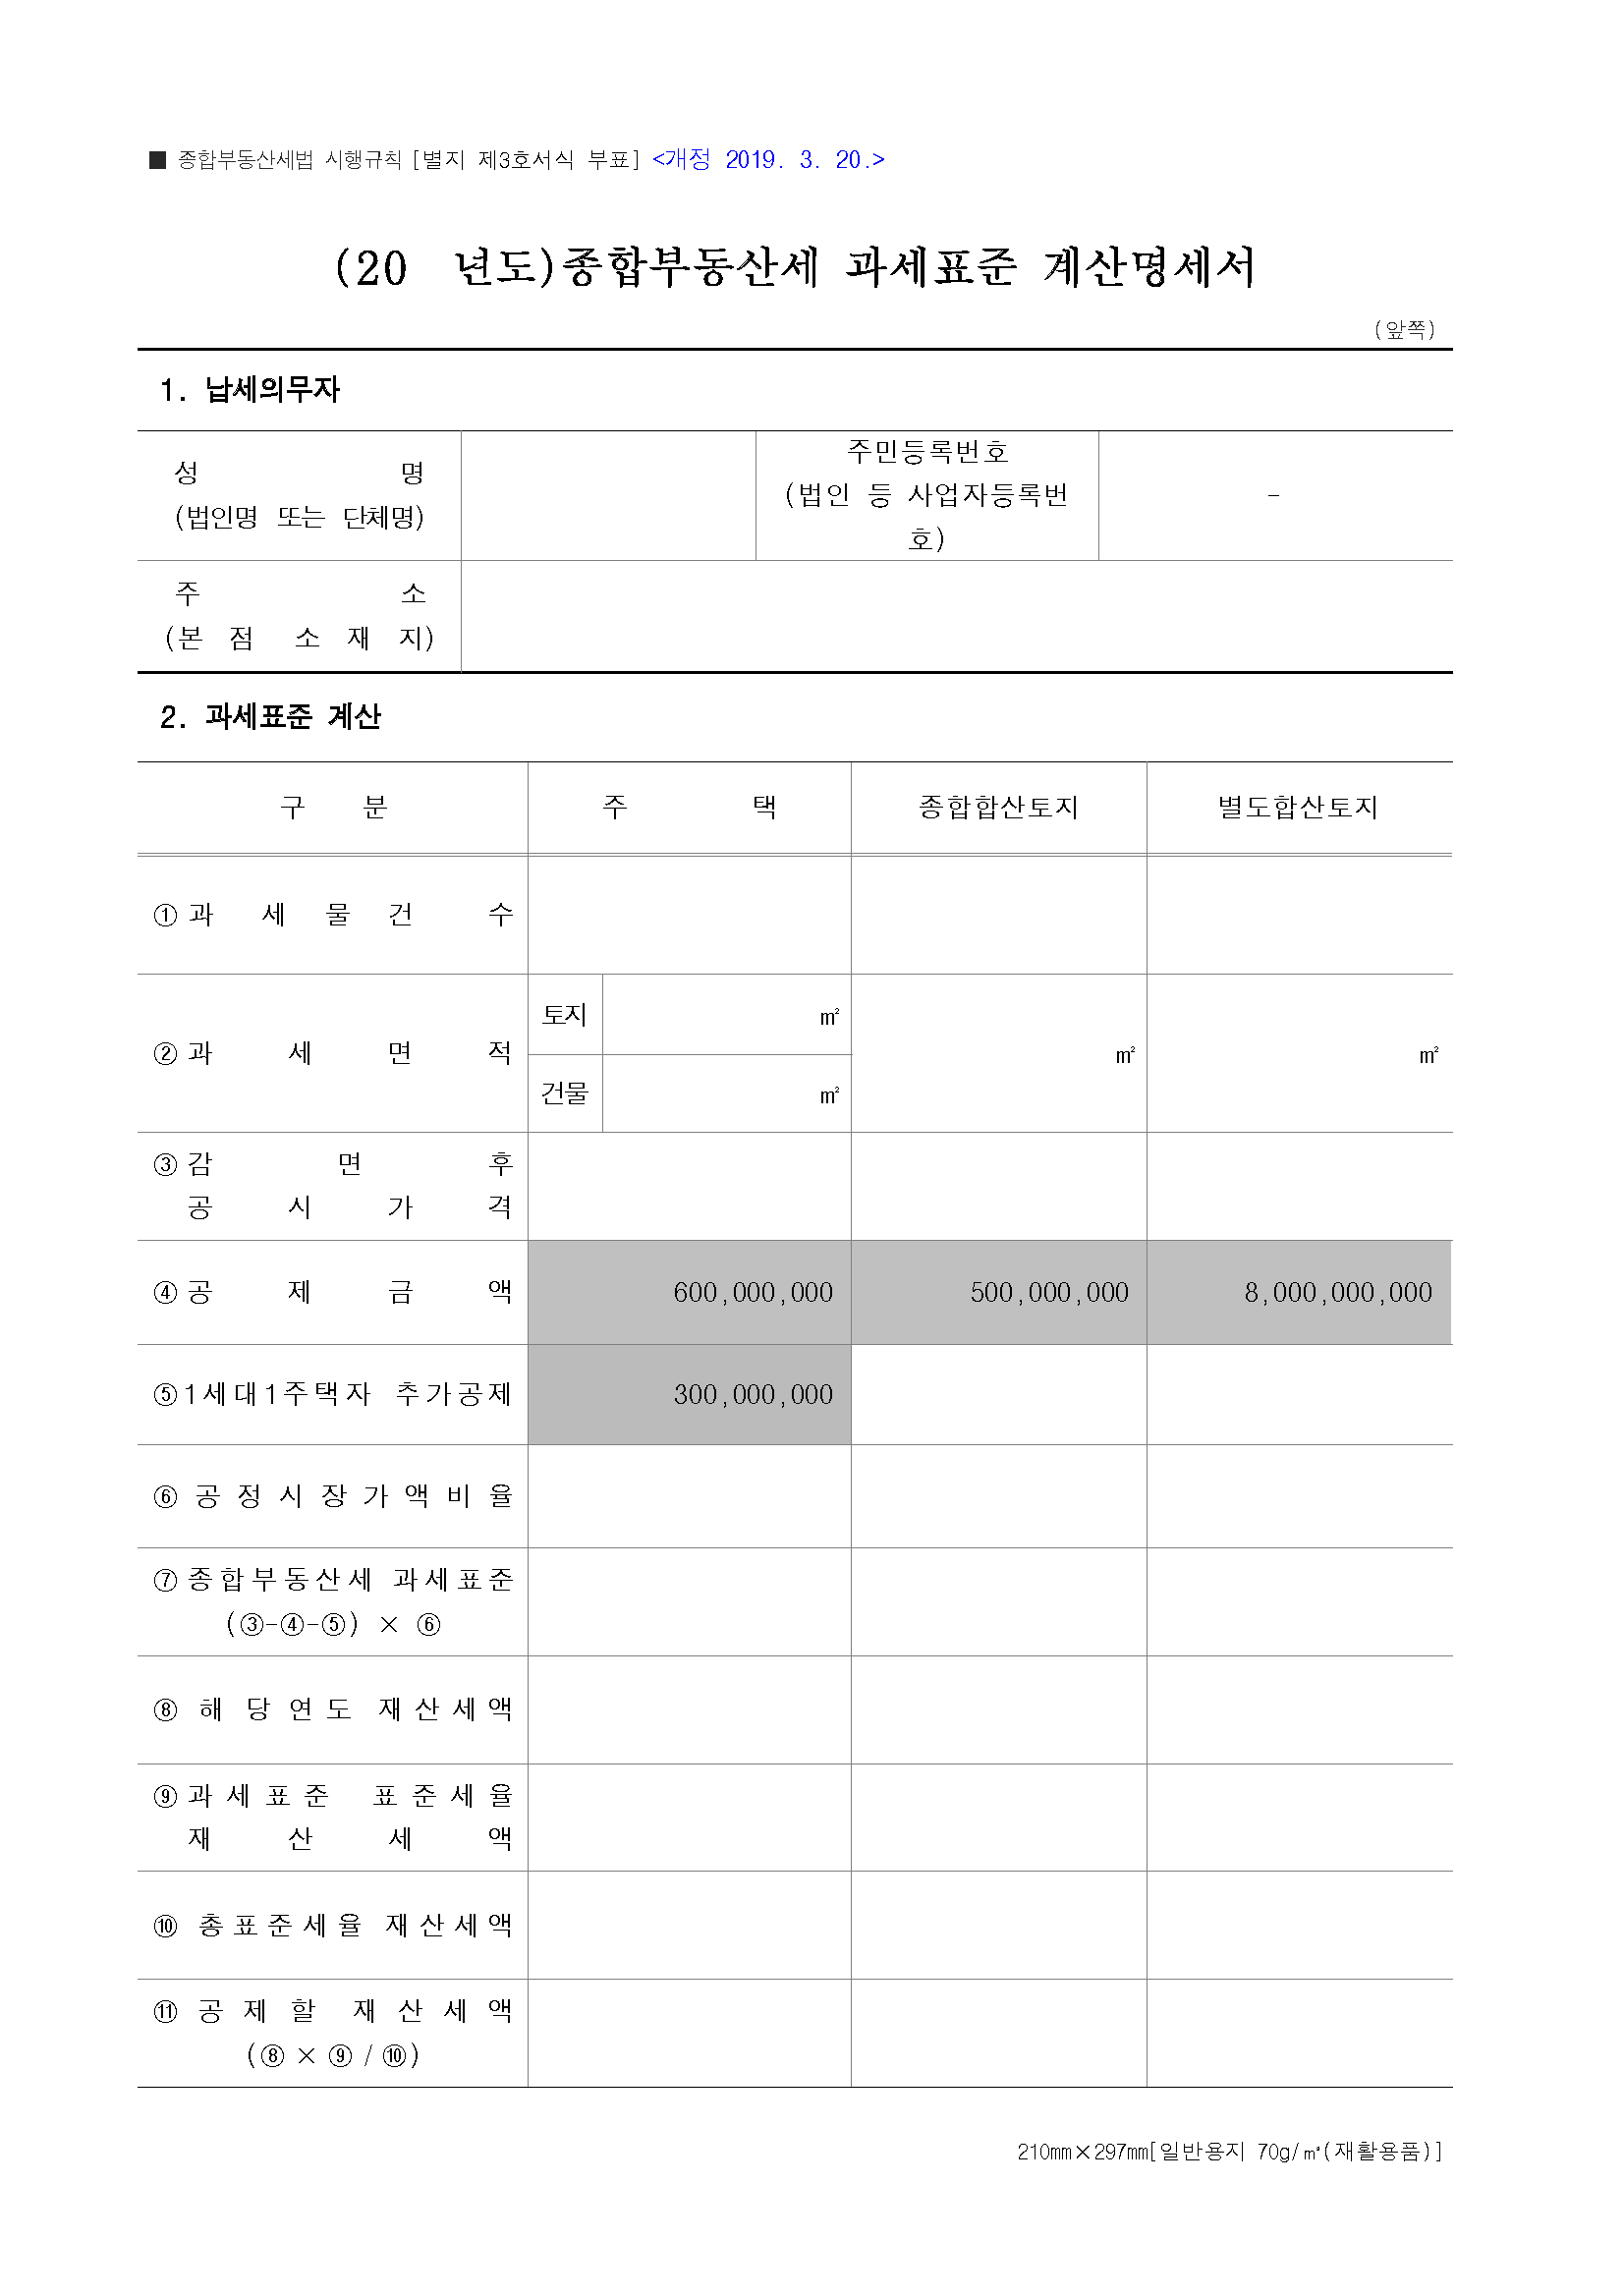 ■ 종합부동산세법 시행규칙 [별지 제3호서식 부표] <개정 2019. 3. 20.>
(20  년도)종합부동산세 과세표준 계산명세서
(앞쪽)
1. 납세의무자
성 명
(법인명 또는 단체명)
주민등록번호
(법인 등 사업자등록번
호)
-
주 소
(본 점 소 재 지)
2. 과세표준 계산
구 분 주 택 종합합산토지 별도합산토지
① 과 세 물 건 수
② 과 세 면 적
토지 ㎡
건물 ㎡
㎡ ㎡
③ 감 면 후
공 시 가 격
④ 공 제 금 액 600,000,000 500,000,000 8,000,000,000
⑤ 1세대1주택자 추가공제 300,000,000
⑥ 공 정 시 장 가 액 비 율
⑦ 종합부동산세 과세표준
(③-④-⑤) × ⑥
⑧ 해 당 연 도 재 산 세 액
⑨ 과 세 표 준 표 준 세 율
재 산 세 액
⑩ 총 표 준 세 율 재 산 세 액
⑪ 공 제 할 재 산 세 액
(⑧ × ⑨ / ⑩)
210㎜×297㎜[일반용지 70g/㎡(재활용품)]